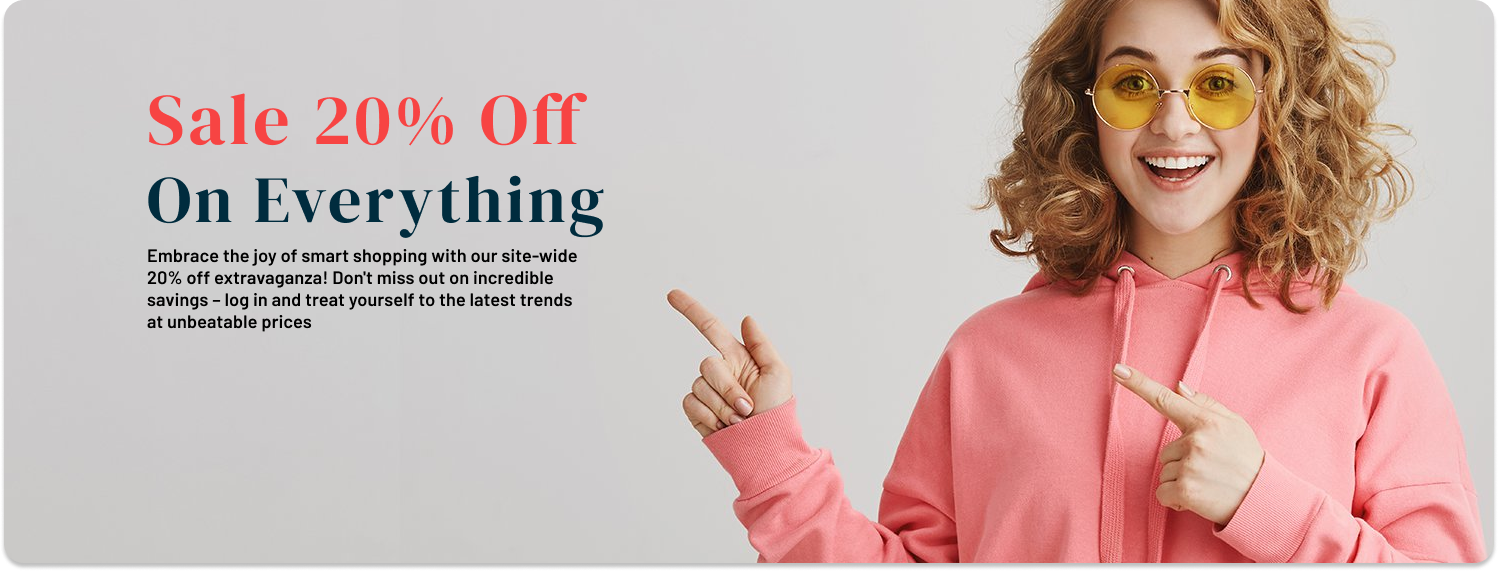 Sale 20% Off
On Everything
Embrace the joy of smart shopping with our site-wide
20% off extravaganza! Don't miss out on incredible
savings – log in and treat yourself to the latest trends
at unbeatable prices